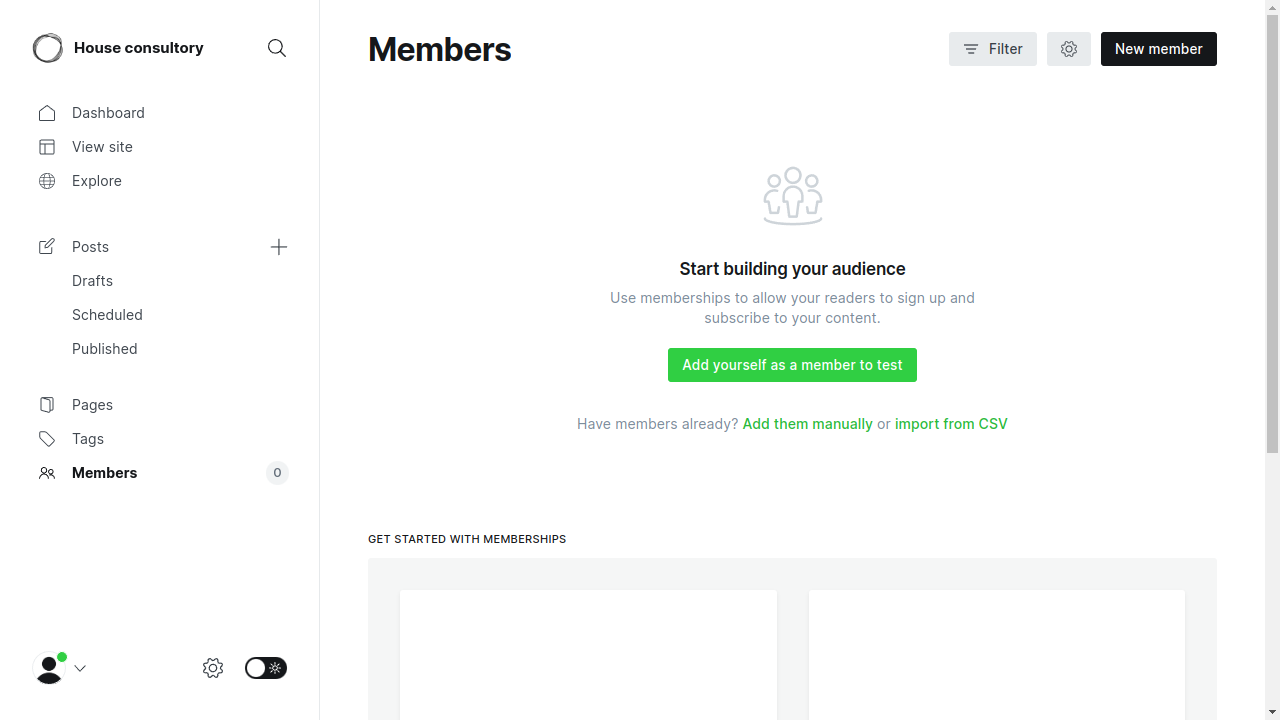 House consultory
Dashboard
View site
Explore
Posts
Drafts
Scheduled
Published
Pages
Tags
Members
0
Members
Filter
New member
Start building your audience
Use memberships to allow your readers to sign up and
subscribe to your content.
Add yourself as a member to test
Have members already? Add them manually or import from CSV
GET STARTED WITH MEMBERSHIPS